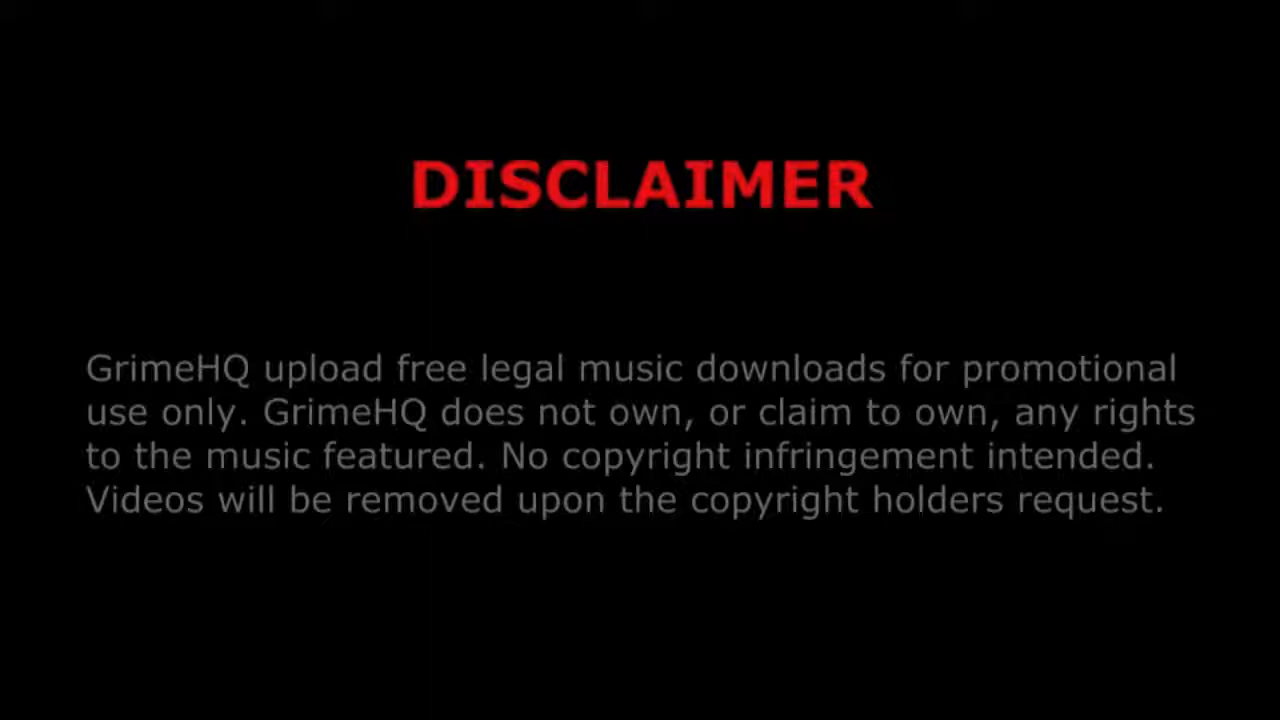 DISCLAIMER
GrimeHQ upload free legal music downloads for promotional
use only. GrimeHQ does not own, or claim to own, any rights
to the music featured. No copyright infringement intended.
Videos will be removed upon the copyright holders request.